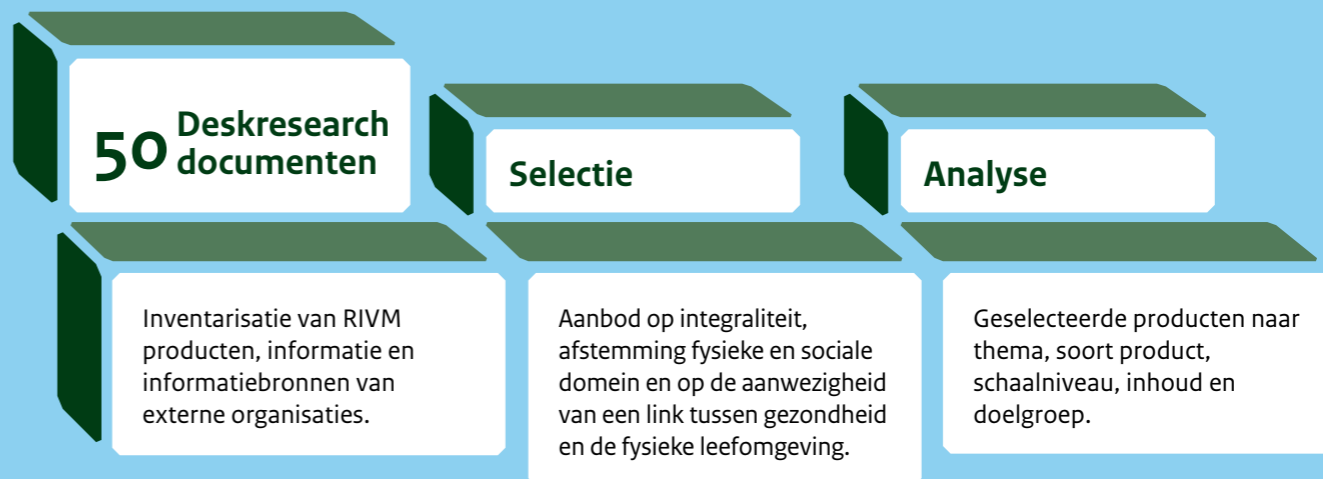 50 Deskresearch
documenten
Inventarisatie van RIVM
producten, informatie en
informatiebronnen van
externe organisaties.
Selectie
Aanbod op integraliteit,
afstemming fysieke en sociale
domein en op de aanwezigheid
van een link tussen gezondheid
en de fysieke leefomgeving.
Analyse
Geselecteerde producten naar
thema, soort product,
schaalniveau, inhoud en
doelgroep.